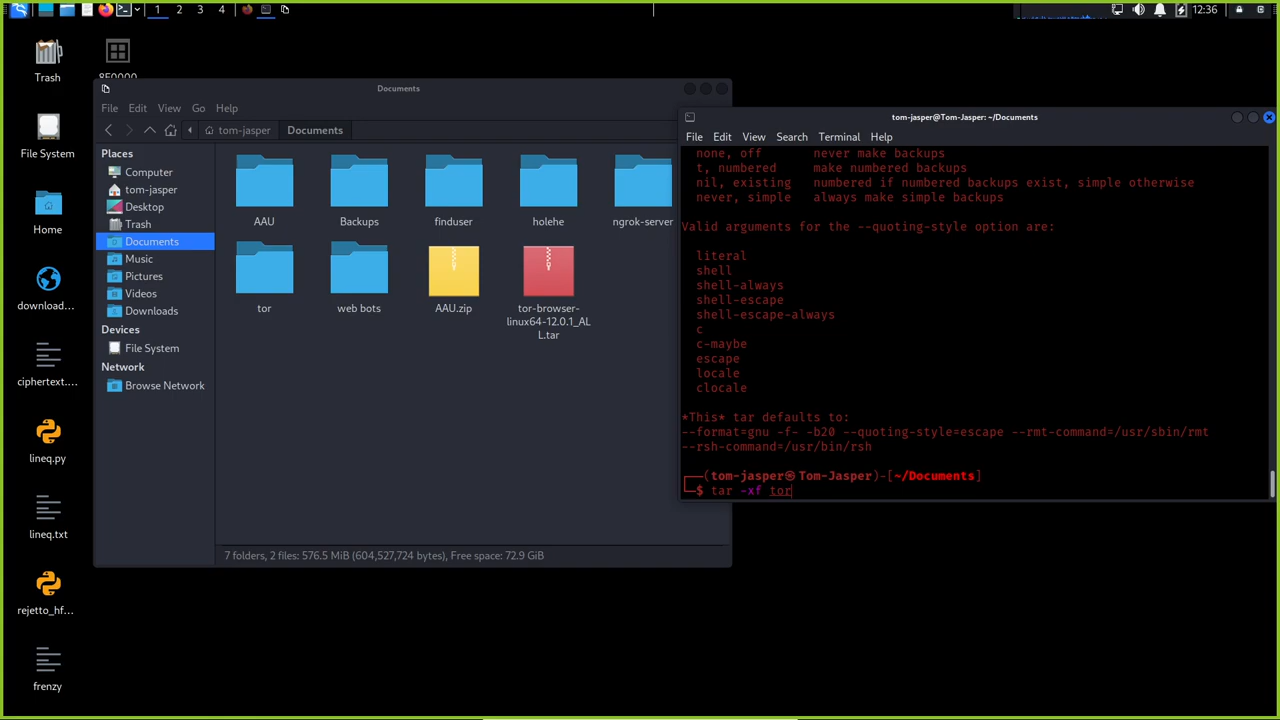 1 2 3 4
12:36
Trash
File System
Home
download...
ciphertext....
lineq.py
lineq.txt
rejetto_hf...
frenzy
8E0000
Documents
File Edit View Go Help
tom-jasper Documents
Places
Computer
tom-jasper
Desktop
Trash
Documents
Music
Pictures
Videos
Downloads
Devices
File System
Network
Browse Network
AAU Backups finduser holehe ngrok-server
tor web bots AAU.zip tor-browser-
linux64-12.0.1_AL
L.tar
7 folders, 2 files: 576.5 MiB (604,527,724 bytes), Free space: 72.9 GiB
tom-jasper@Tom-Jasper: ~/Documents
File Edit View Search Terminal Help
none, off never make backups
t, numbered make numbered backups
nil, existing numbered if numbered backups exist, simple otherwise
never, simple always make simple backups
Valid arguments for the --quoting-style option are:
literal
shell
shell-always
shell-escape
shell-escape-always
c
c-maybe
escape
locale
clocale
*This* tar defaults to:
--format=gnu -f- -b20 --quoting-style=escape --rmt-command=/usr/sbin/rmt
--rsh-command=/usr/bin/rsh
┌──(tom-jasper㉿Tom-Jasper)-[~/Documents]
└─$ tar -xf tor